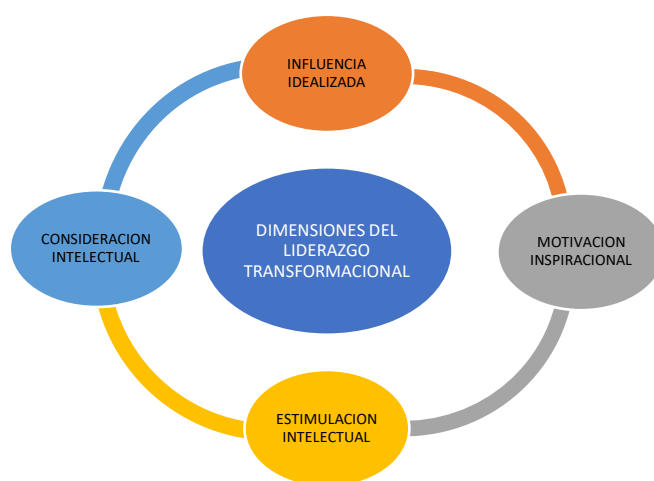 INFLUENCIA
IDEALIZADA
CONSIDERACION
INTELECTUAL
DIMENSIONES DEL
LIDERAZGO
TRANSFORMACIONAL
MOTIVACION
INSPIRACIONAL
ESTIMULACION
INTELECTUAL